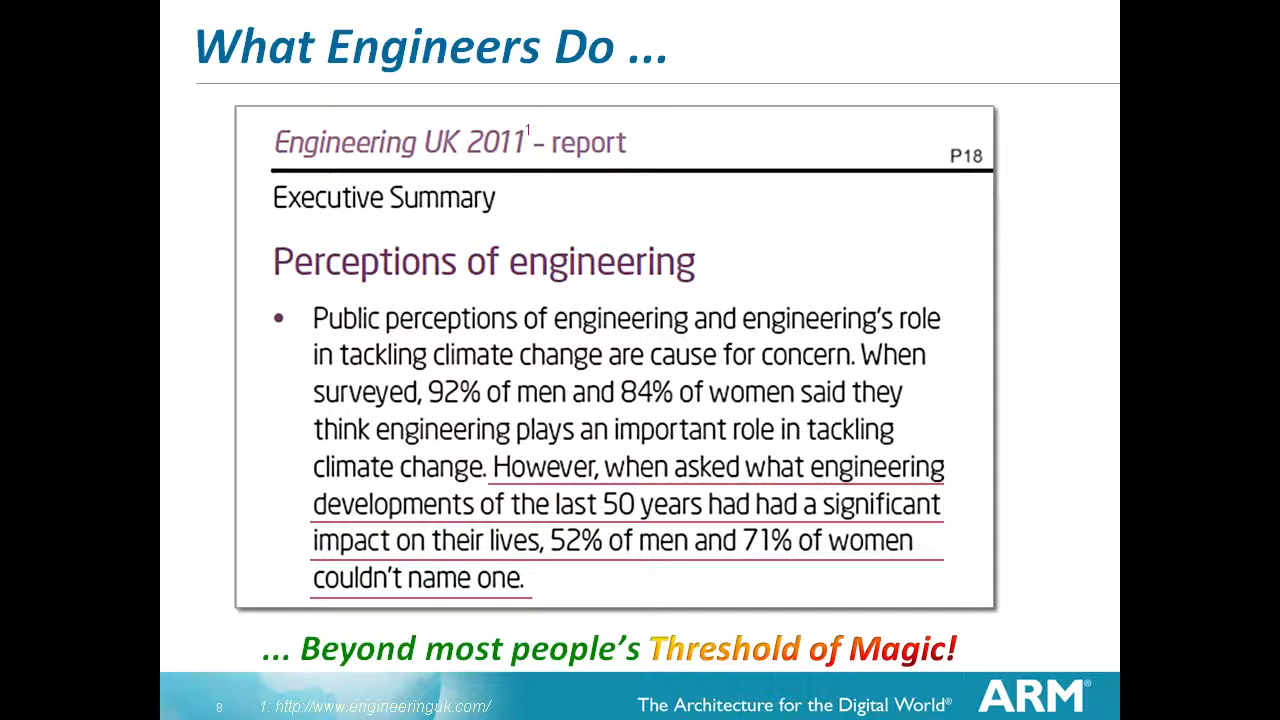 What Engineers Do ...
Engineering UK 2011¹ – report
P18
Executive Summary
Perceptions of engineering
• Public perceptions of engineering and engineering's role
in tackling climate change are cause for concern. When
surveyed, 92% of men and 84% of women said they
think engineering plays an important role in tackling
climate change. However, when asked what engineering
developments of the last 50 years had had a significant
impact on their lives, 52% of men and 71% of women
couldn't name one.
... Beyond most people's Threshold of Magic!
8
1: http://www.engineeringuk.com/
The Architecture for the Digital World®
ARM®